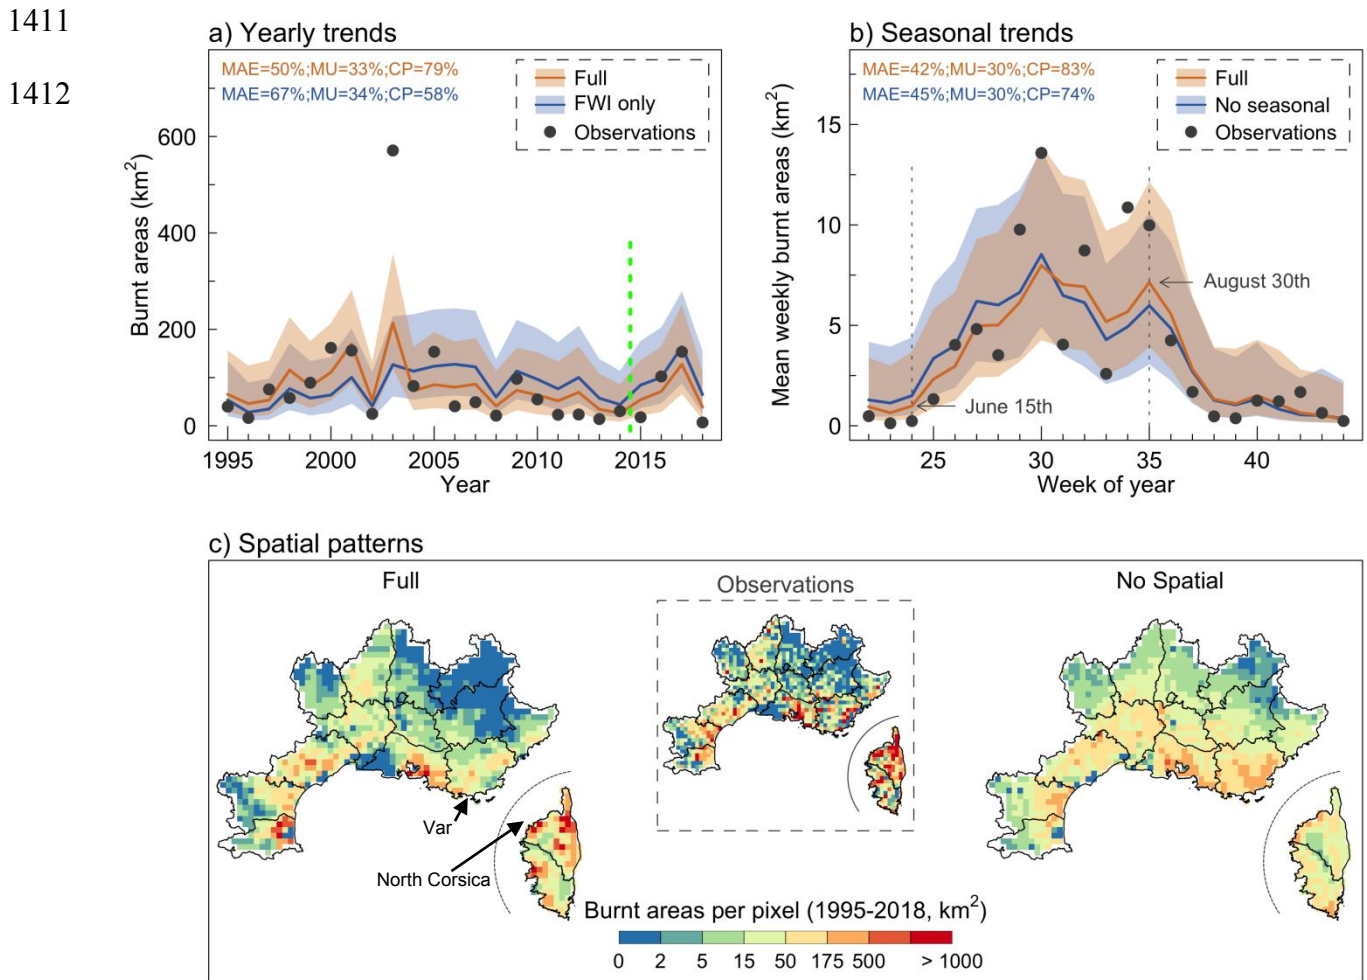 1411
1412
a) Yearly trends
MAE=50%;MU=33%;CP=79%
MAE=67%;MU=34%;CP=58%
Full
FWI only
Observations
Burnt areas (km²)
600
400
200
0
1995
2000
2005
2010
2015
Year
b) Seasonal trends
MAE=42%;MU=30%;CP=83%
MAE=45%;MU=30%;CP=74%
Full
No seasonal
Observations
Mean weekly burnt areas (km²)
15
10
5
0
August 30th
June 15th
25
30
35
40
Week of year
c) Spatial patterns
Full
Observations
No Spatial
Var
North Corsica
Burnt areas per pixel (1995-2018, km²)
0 2 5 15 50 175 500 > 1000